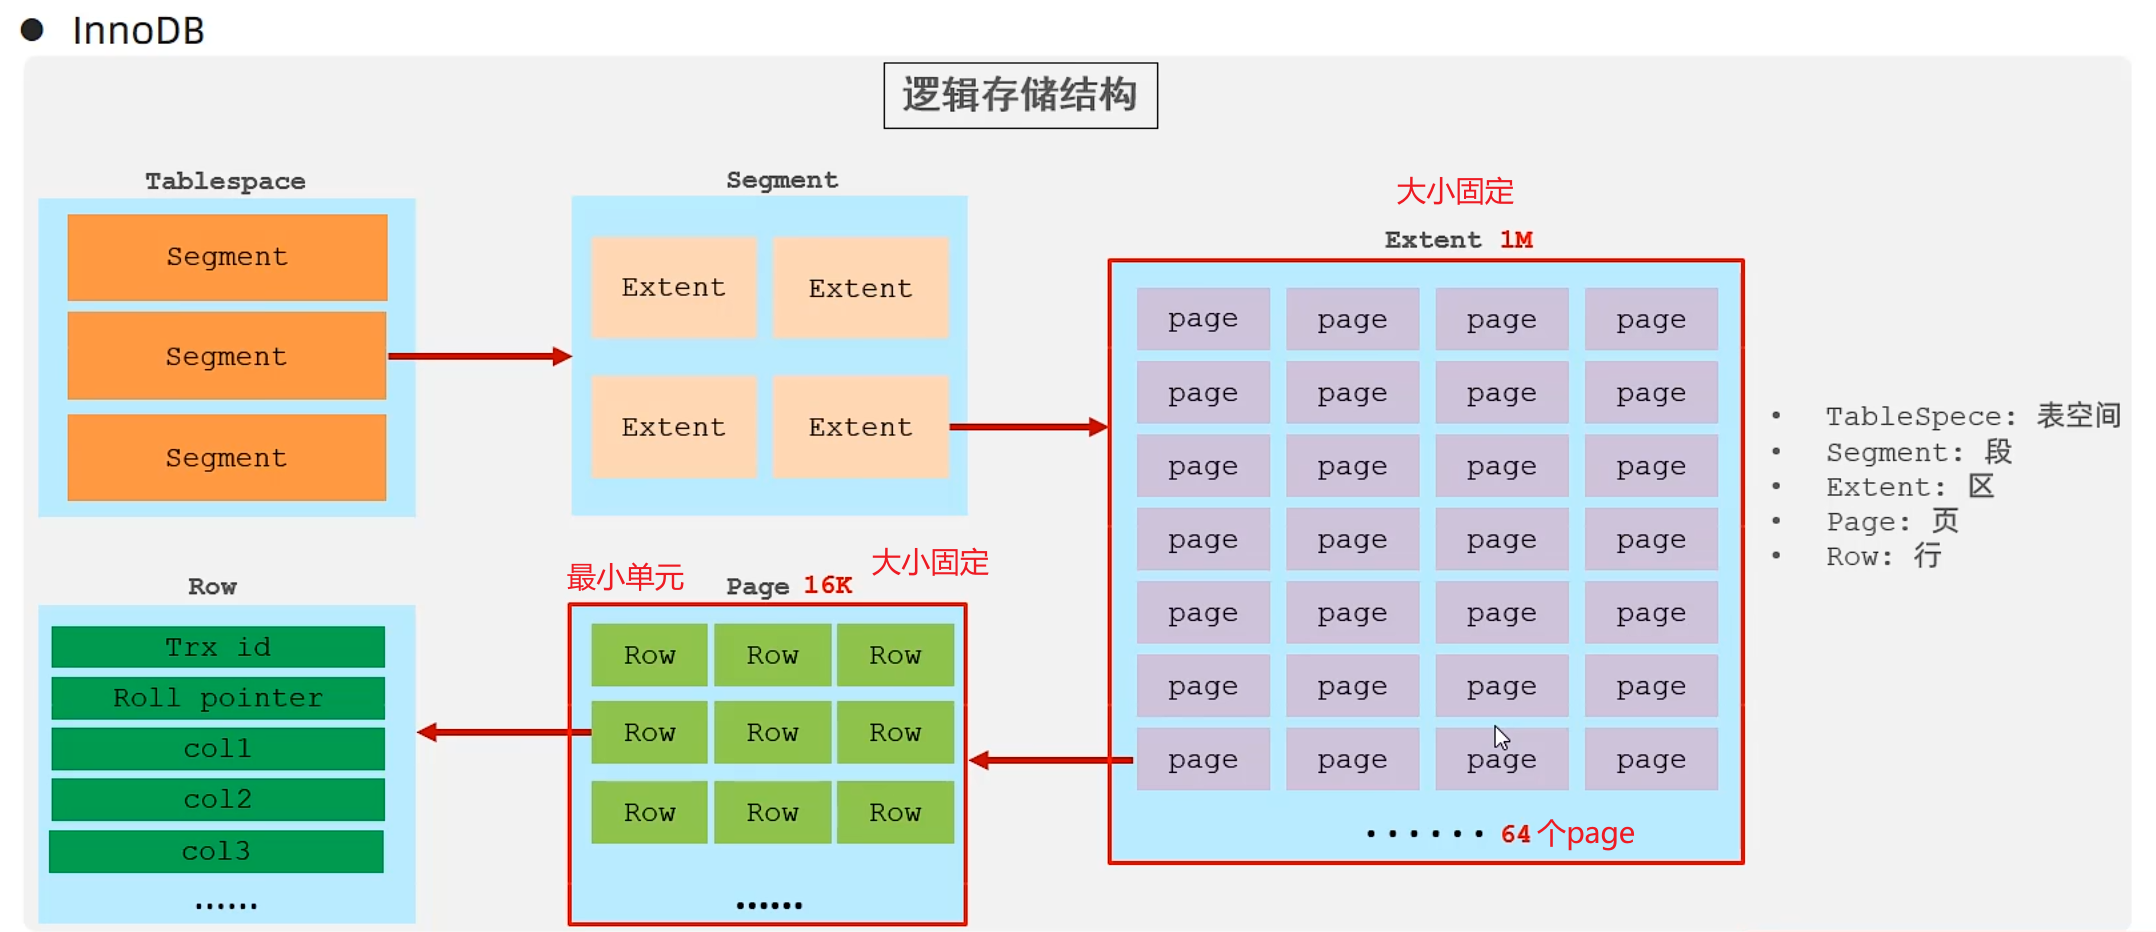 ● InnoDB
逻辑存储结构
Tablespace
Segment
Segment
Segment
Segment
Extent Extent
Extent Extent
大小固定
Extent 1M
page page page page
page page page page
page page page page
page page page page
page page page page
page page page page
page page page page
······ 64 个page
• TableSpece: 表空间
• Segment: 段
• Extent: 区
• Page: 页
• Row: 行
Row
Trx id
Roll pointer
col1
col2
col3
······
最小单元
Page 16K
大小固定
Row Row Row
Row Row Row
Row Row Row
······